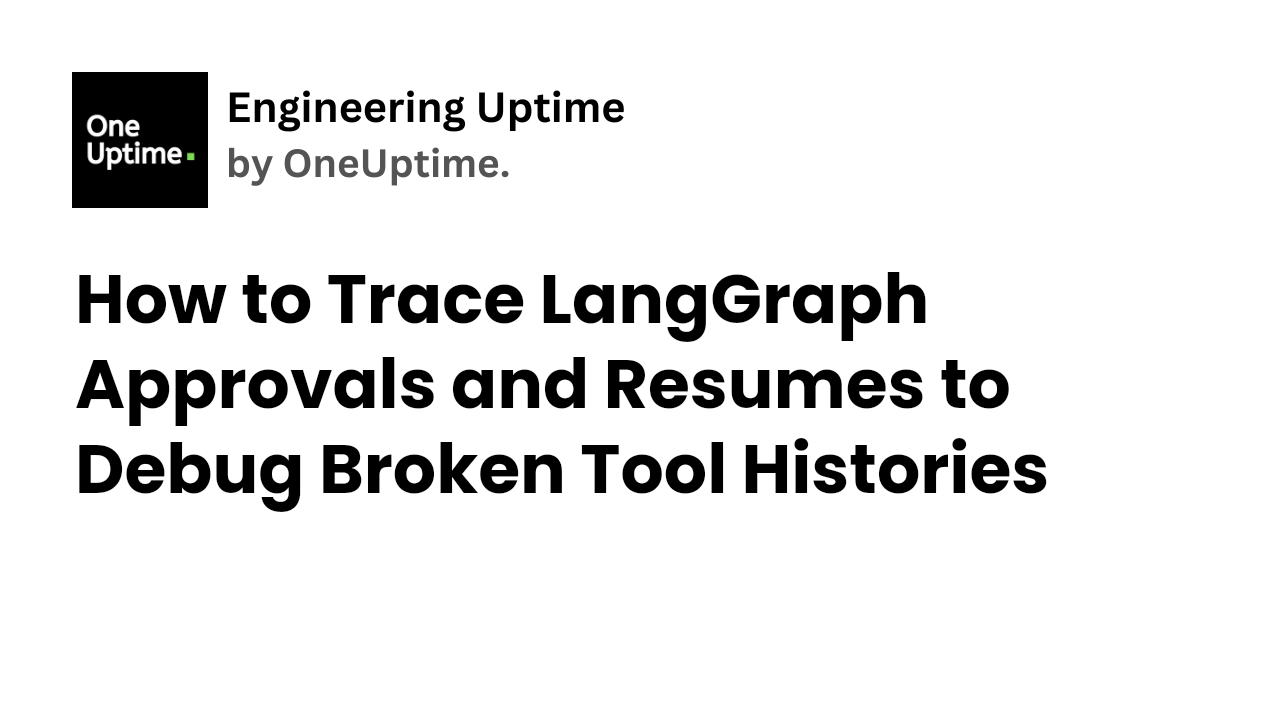 One
Uptime
Engineering Uptime
by OneUptime.
How to Trace LangGraph
Approvals and Resumes to
Debug Broken Tool Histories